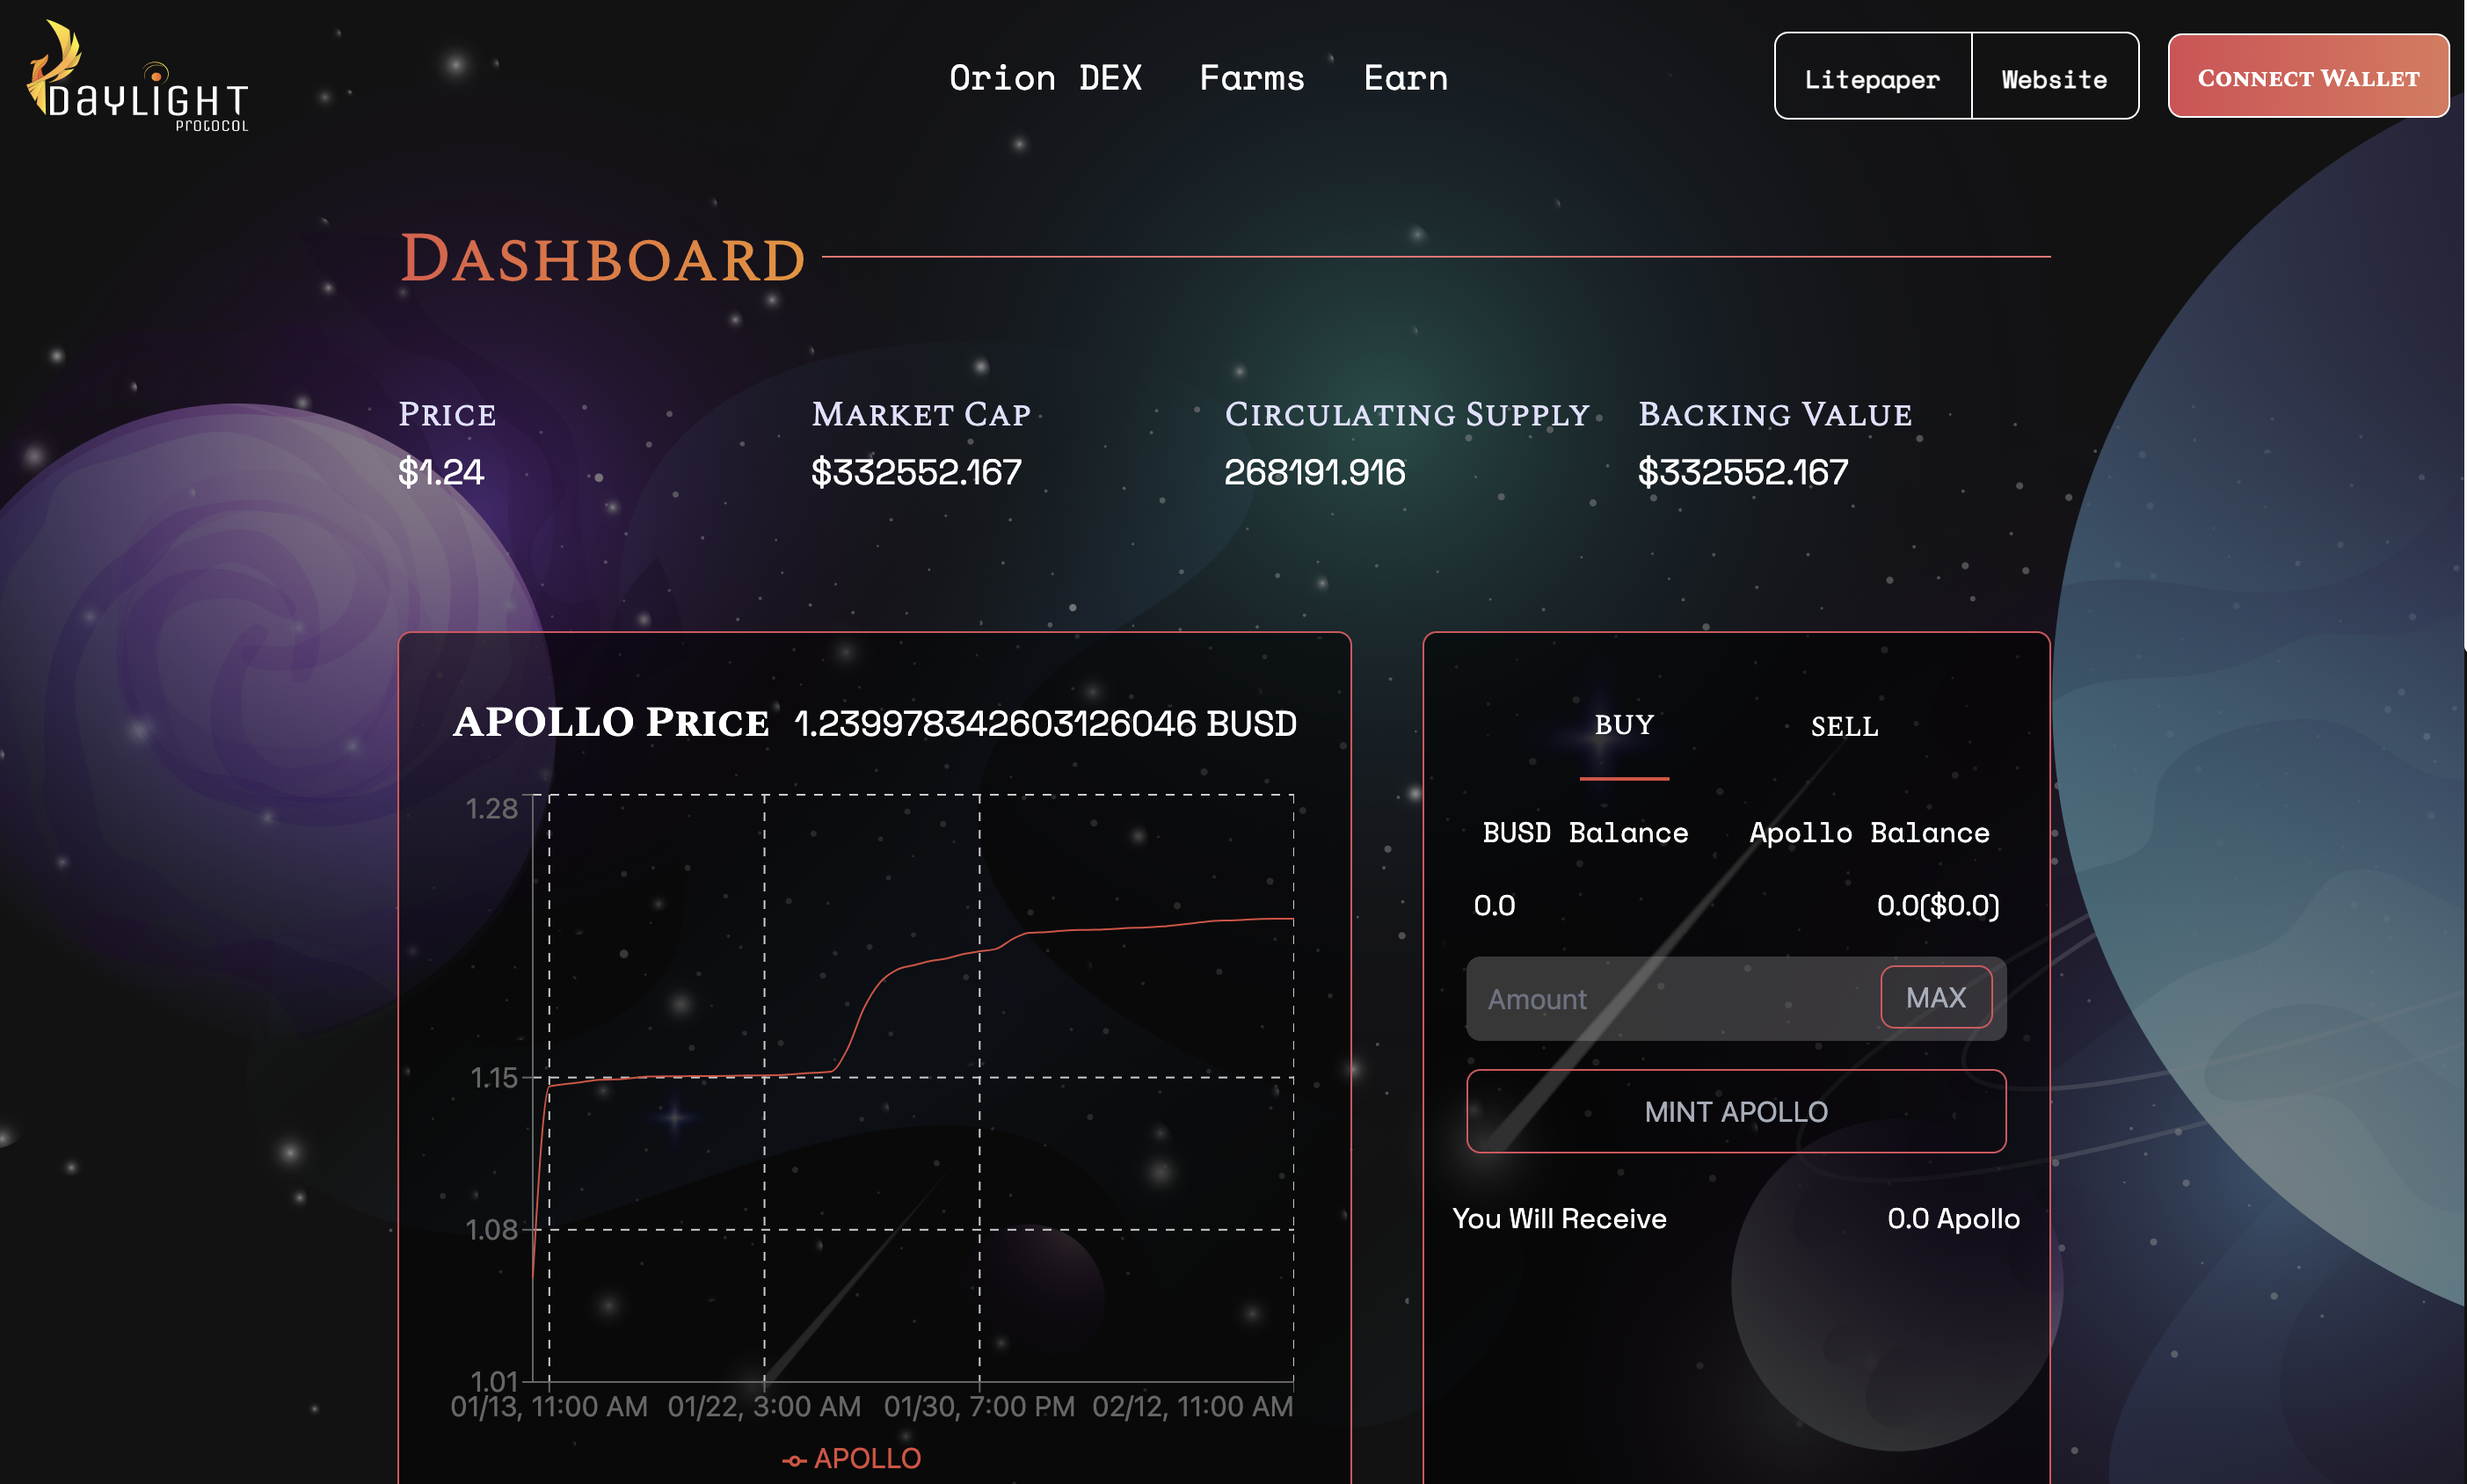 DAYLIGHT
PROTOCOL
Orion DEX Farms Earn
Litepaper Website
CONNECT WALLET
DASHBOARD
PRICE MARKET CAP CIRCULATING SUPPLY BACKING VALUE
$1.24 $332552.167 268191.916 $332552.167
APOLLO PRICE 1.239978342603126046 BUSD
1.28
1.15
1.08
1.01
01/13, 11:00 AM 01/22, 3:00 AM 01/30, 7:00 PM 02/12, 11:00 AM
APOLLO
BUY SELL
BUSD Balance Apollo Balance
0.0 0.0($0.0)
Amount MAX
MINT APOLLO
You Will Receive 0.0 Apollo